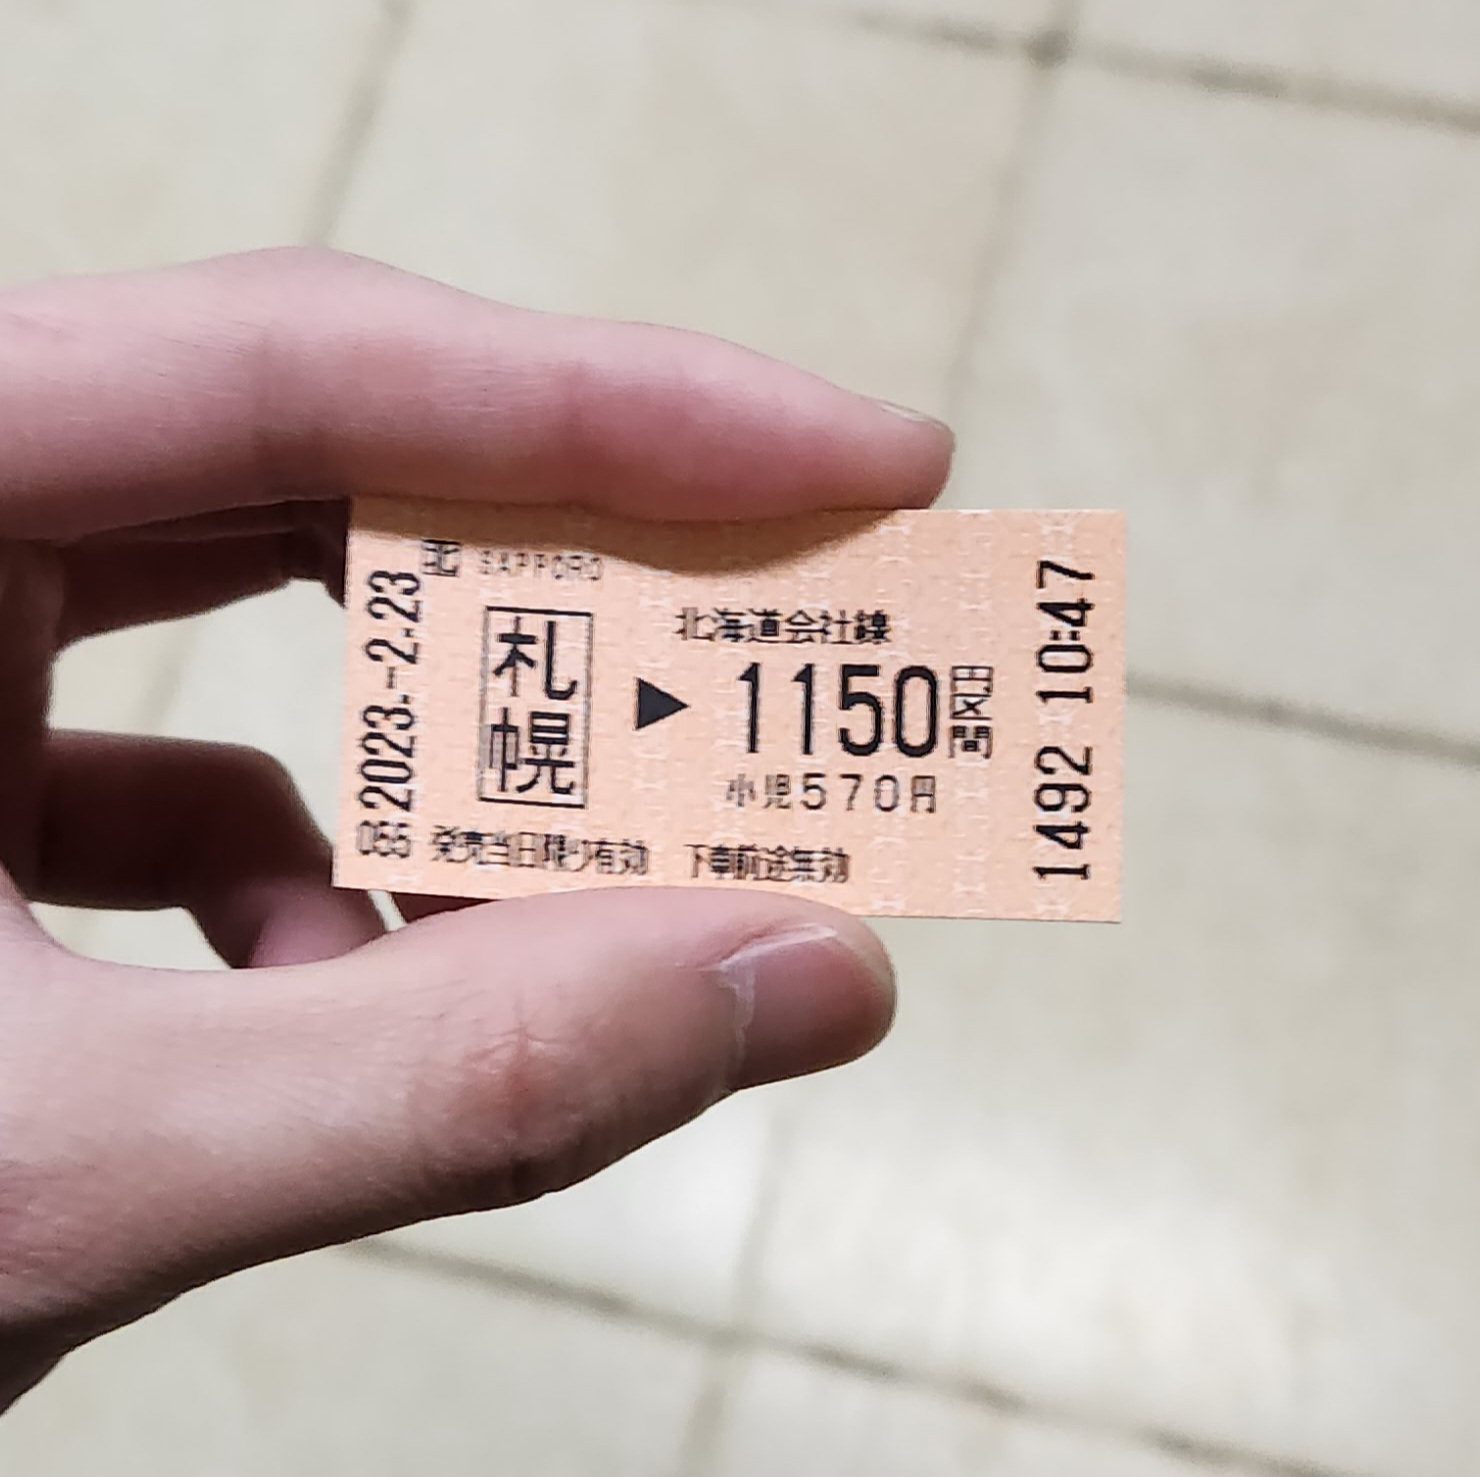 2023.-2.23
北 SAPPORO
札幌
▶
北海道会社線
1150円区間
小児570円
055 発売当日限り有効 下車前途無効
1492 10:47